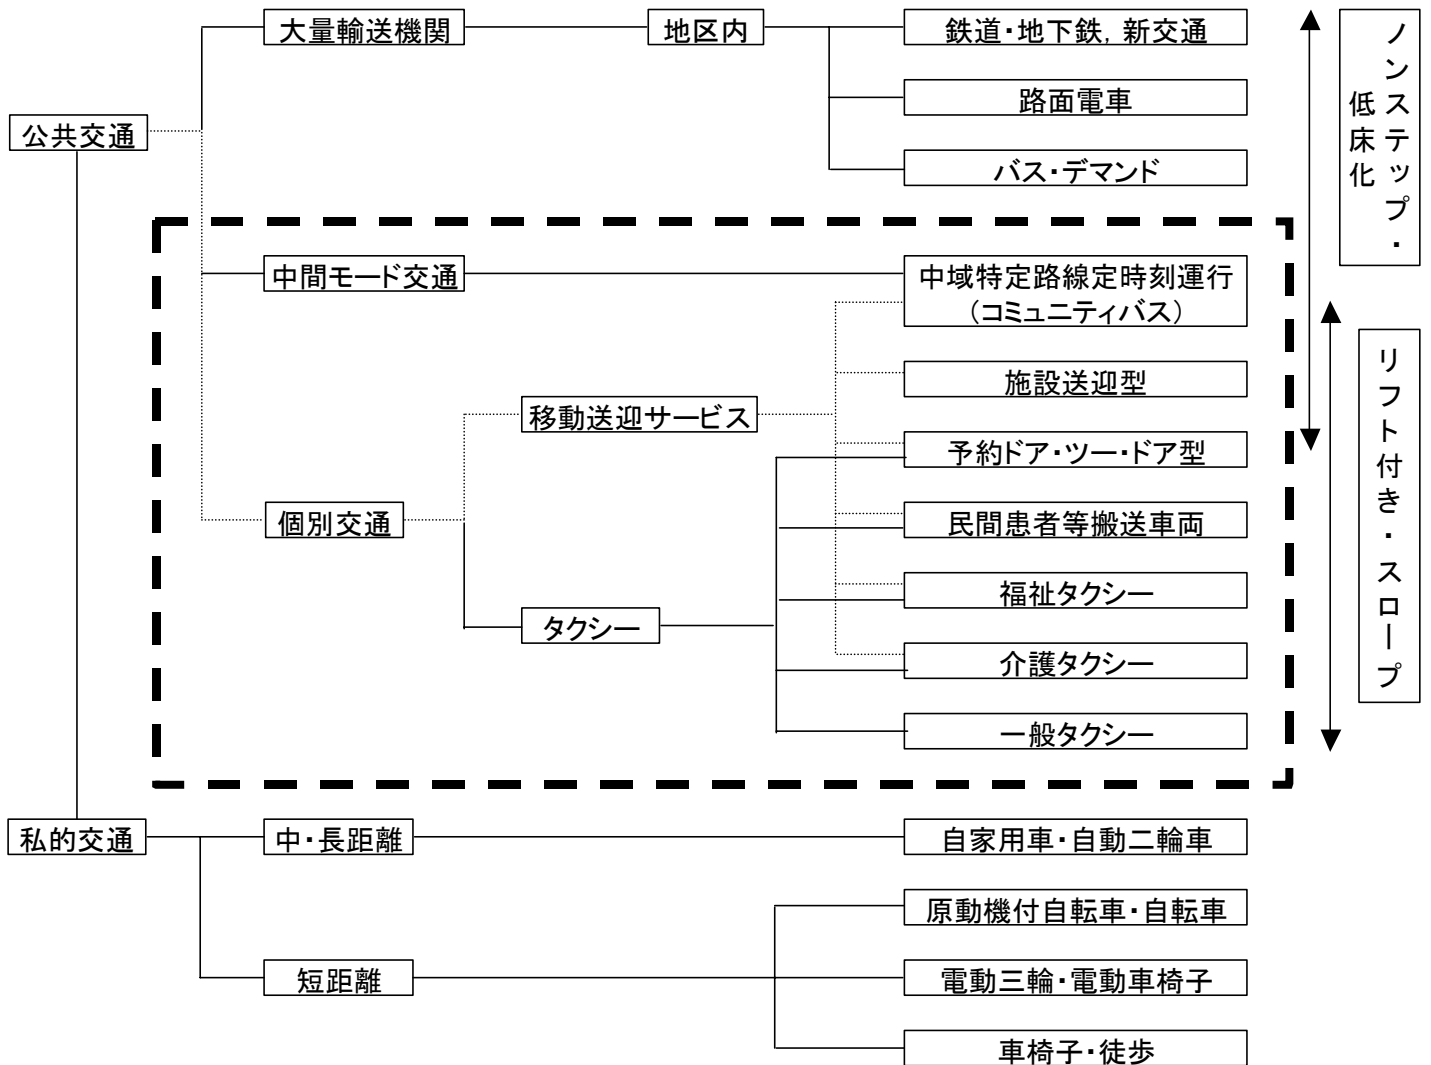 大量輸送機関
地区内
鉄道・地下鉄, 新交通
路面電車
公共交通
バス・デマンド
ノンステップ・
低床化
中間モード交通
中域特定路線定時刻運行
(コミュニティバス)
施設送迎型
移動送迎サービス
予約ドア・ツー・ドア型
リフト付き・スロープ
個別交通
民間患者等搬送車両
福祉タクシー
タクシー
介護タクシー
一般タクシー
私的交通
中・長距離
自家用車・自動二輪車
原動機付自転車・自転車
短距離
電動三輪・電動車椅子
車椅子・徒歩